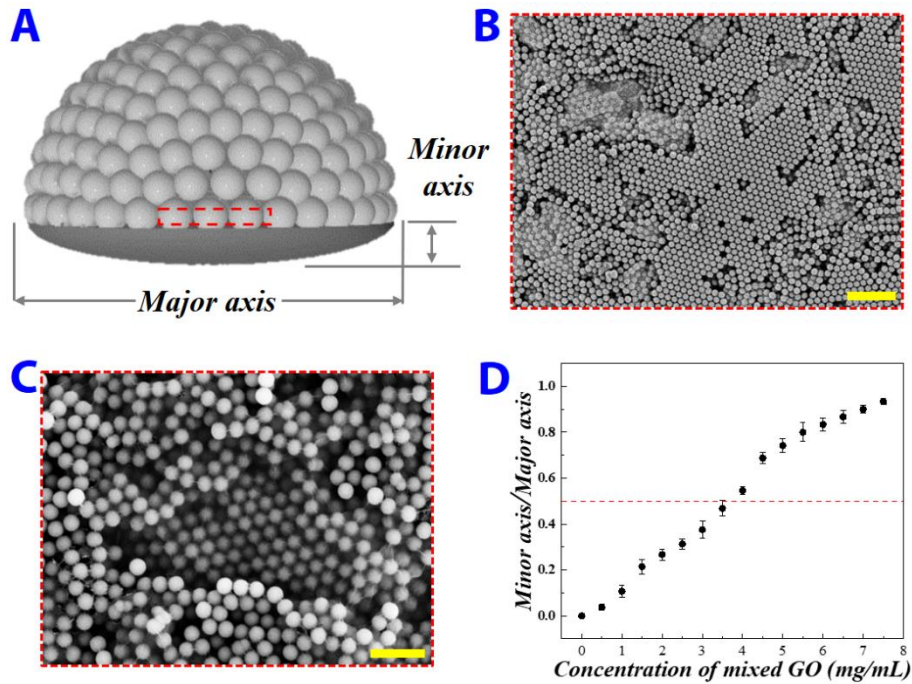 A
Minor
axis
Major axis
B
C
D
Minor axis/Major axis
1.0
0.8
0.6
0.4
0.2
0.0
0 1 2 3 4 5 6 7 8
Concentration of mixed GO (mg/mL)